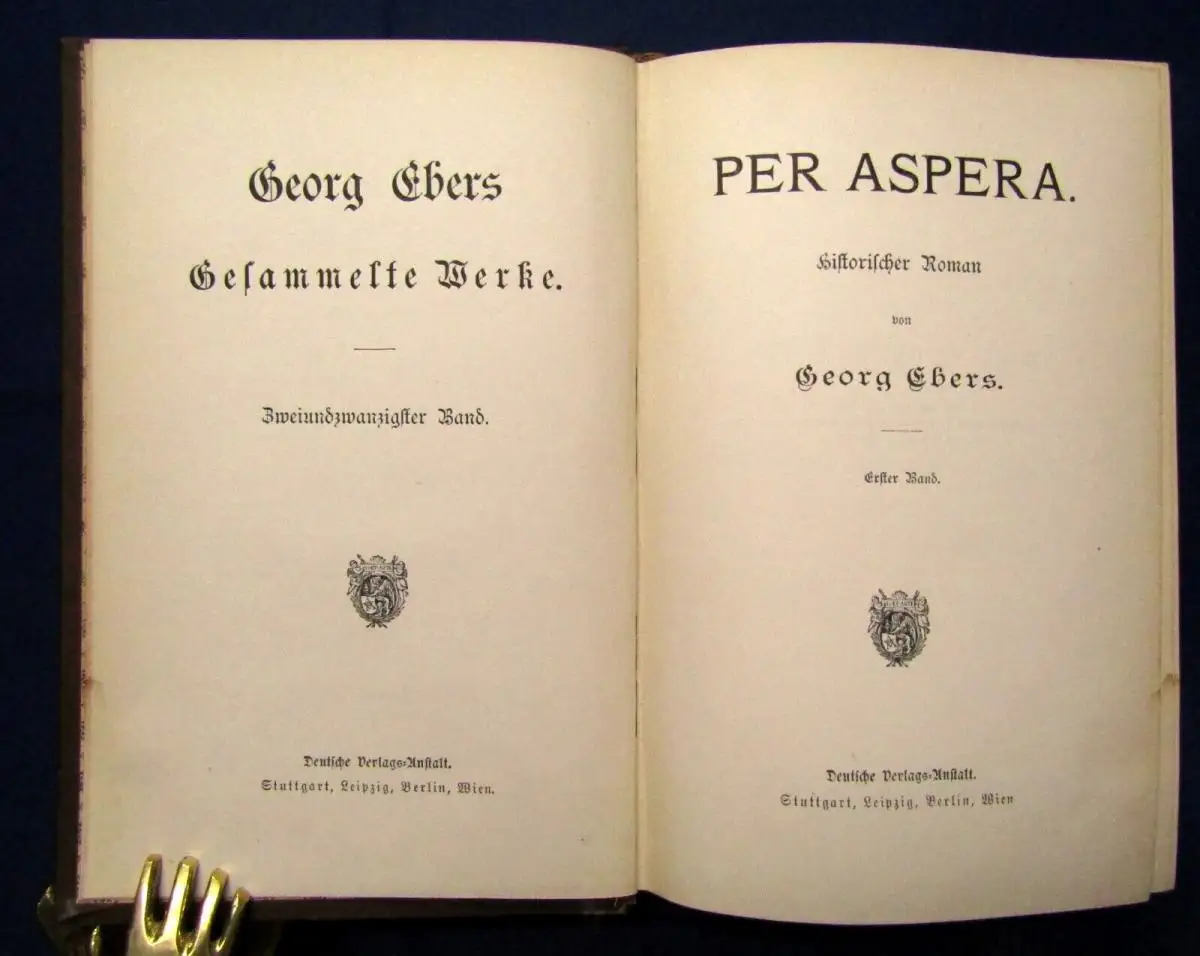 Georg Ebers
Gesammelte Werke.
Zweiundzwanzigster Band.
Deutsche Verlags-Anstalt.
Stuttgart, Leipzig, Berlin, Wien.
PER ASPERA.
Historischer Roman
von
Georg Ebers.
Erster Band.
Deutsche Verlags-Anstalt.
Stuttgart, Leipzig, Berlin, Wien